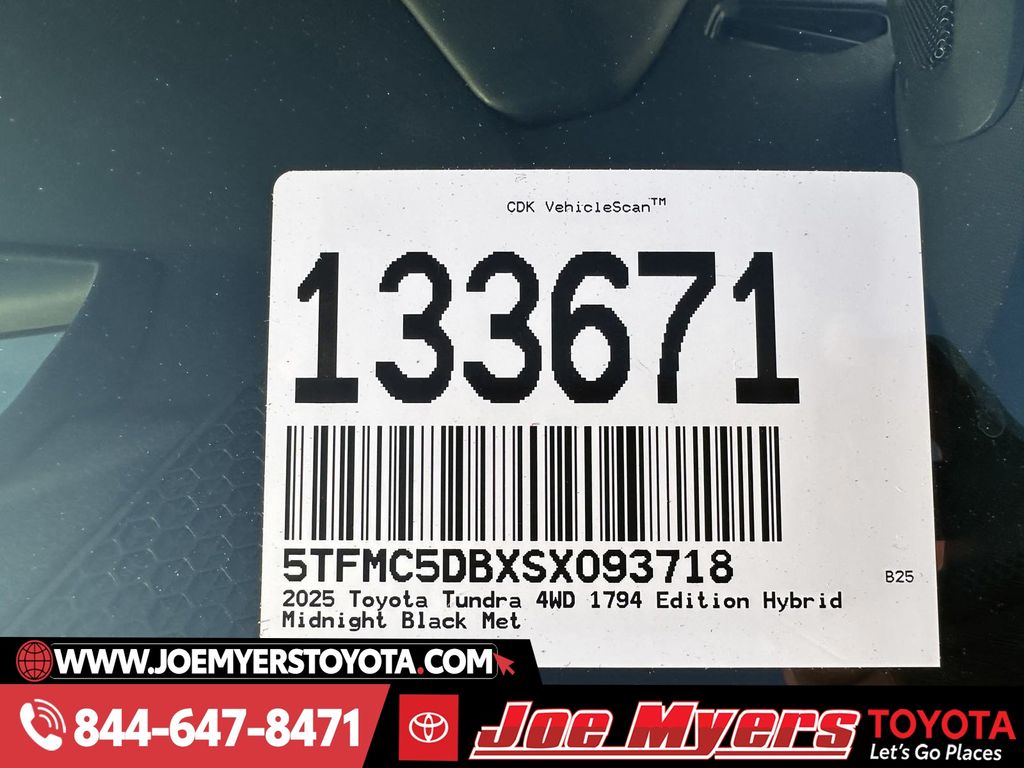 CDK VehicleScan™
133671
5TFMC5DBXSX093718
B25
2025 Toyota Tundra 4WD 1794 Edition Hybrid
Midnight Black Met
WWW.JOEMYERSTOYOTA.COM
844-647-8471
Joe Myers TOYOTA
Let's Go Places